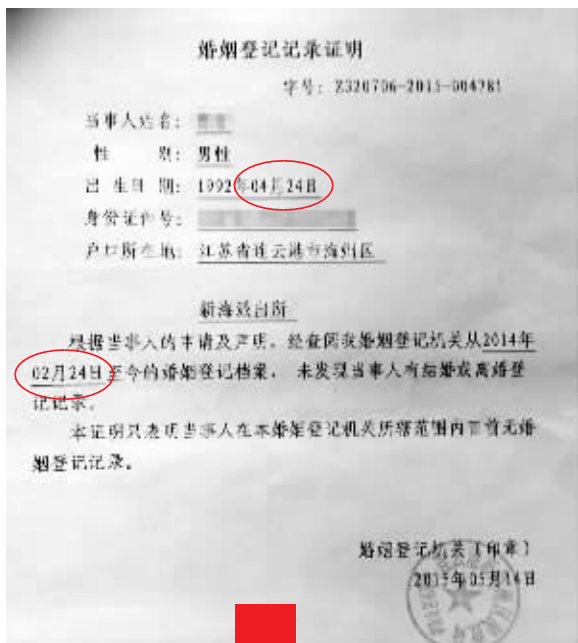 婚姻登记记录证明
字号: Z320706-2015-004781
当事人姓名:
性 别: 男性
出 生 日 期: 1992年04月24日
身份证件号:
户口所在地: 江苏省连云港市海州区
新海派出所
根据当事人的申请及声明,经查阅我婚姻登记机关从2014年
02月24日至今的婚姻登记档案, 未发现当事人有结婚或离婚登
记记录。
本证明只表明当事人在本婚姻登记机关所辖范围内目前无婚
姻登记记录。
婚姻登记机关(印章)
2015年05月14日